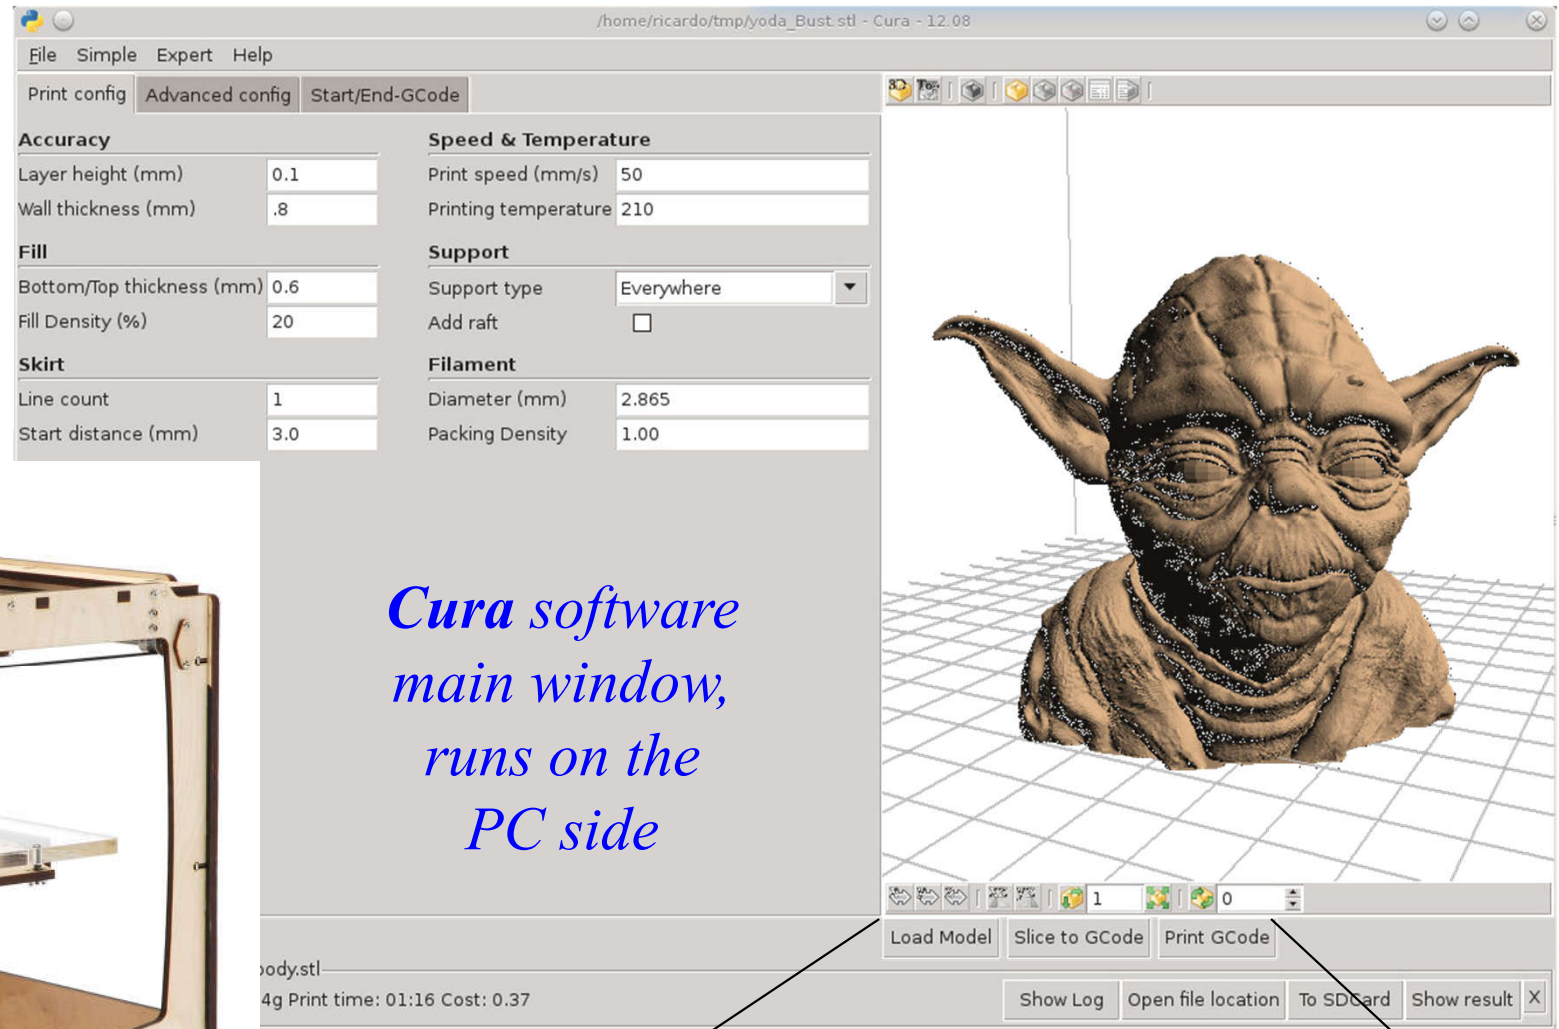 /home/ricardo/tmp/yoda_Bust.stl - Cura - 12.08
File Simple Expert Help
Print config Advanced config Start/End-GCode
Accuracy
Layer height (mm) 0.1
Wall thickness (mm) .8
Fill
Bottom/Top thickness (mm) 0.6
Fill Density (%) 20
Skirt
Line count 1
Start distance (mm) 3.0
Speed & Temperature
Print speed (mm/s) 50
Printing temperature 210
Support
Support type Everywhere
Add raft
Filament
Diameter (mm) 2.865
Packing Density 1.00
3D Top
Cura software
main window,
runs on the
PC side
1 0
Load Model Slice to GCode Print GCode
body.stl
4g Print time: 01:16 Cost: 0.37
Show Log Open file location To SDCard Show result X